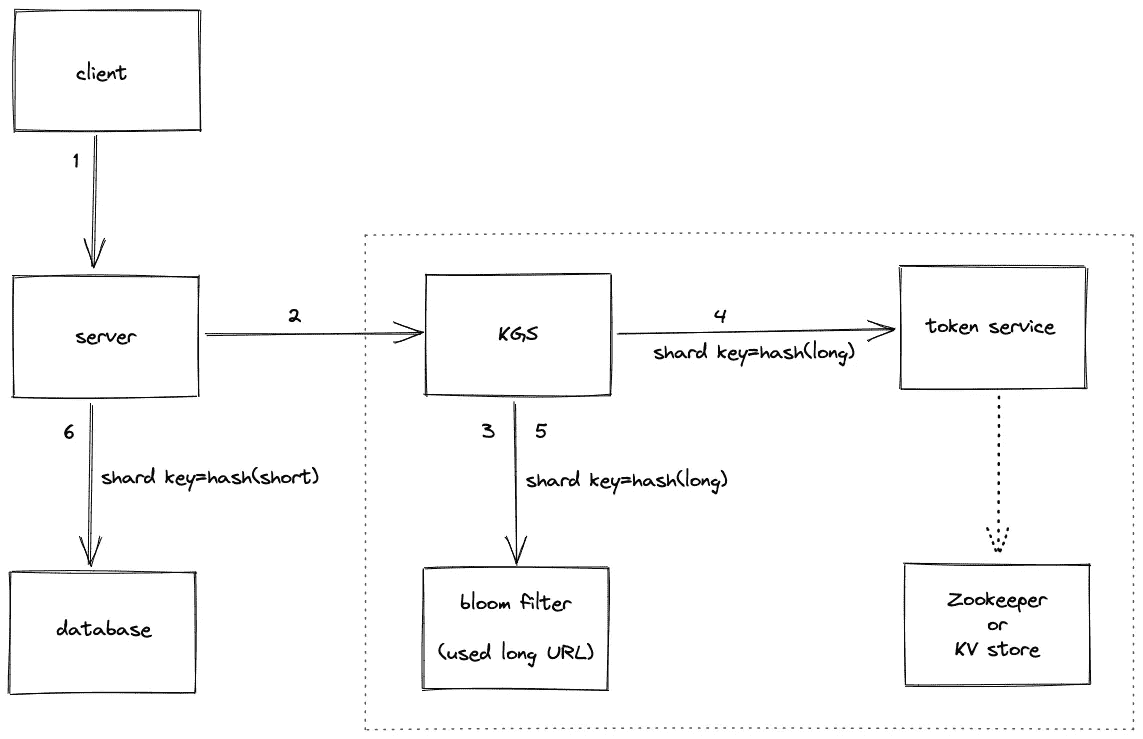 client
1
server
2
KGS
4
shard key=hash(long)
token service
6
shard key=hash(short)
3
5
shard key=hash(long)
database
bloom filter
(used long URL)
Zookeeper
or
KV store